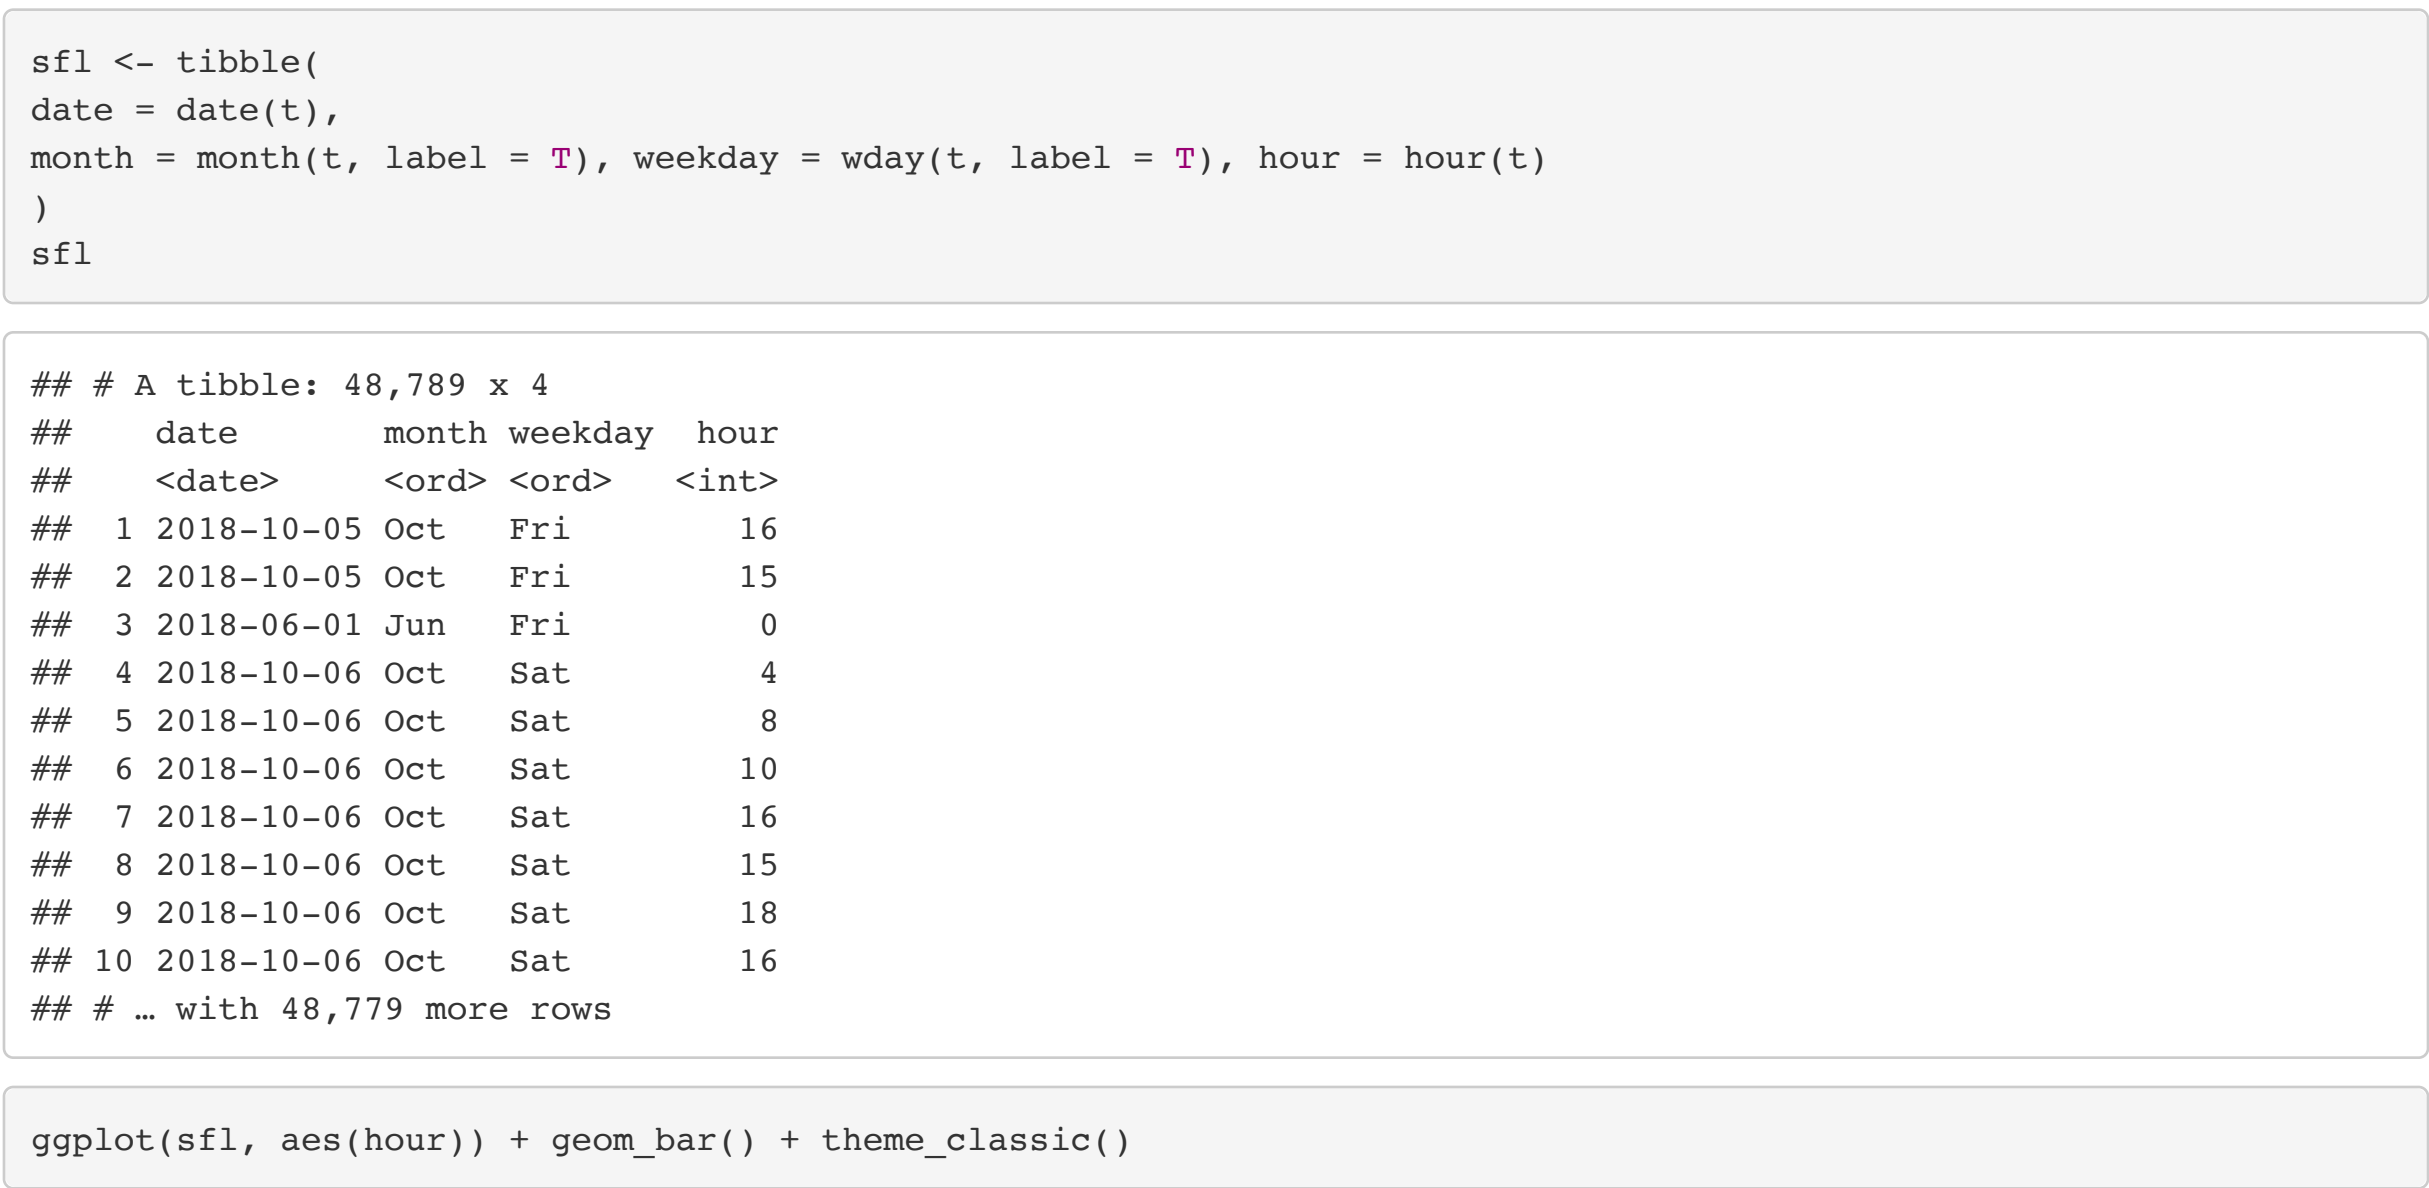 sfl <- tibble(
date = date(t),
month = month(t, label = T), weekday = wday(t, label = T), hour = hour(t)
)
sfl
## # A tibble: 48,789 x 4
##    date       month weekday  hour
##    <date>     <ord> <ord>   <int>
##  1 2018-10-05 Oct   Fri        16
##  2 2018-10-05 Oct   Fri        15
##  3 2018-06-01 Jun   Fri         0
##  4 2018-10-06 Oct   Sat         4
##  5 2018-10-06 Oct   Sat         8
##  6 2018-10-06 Oct   Sat        10
##  7 2018-10-06 Oct   Sat        16
##  8 2018-10-06 Oct   Sat        15
##  9 2018-10-06 Oct   Sat        18
## 10 2018-10-06 Oct   Sat        16
## # … with 48,779 more rows
ggplot(sfl, aes(hour)) + geom_bar() + theme_classic()